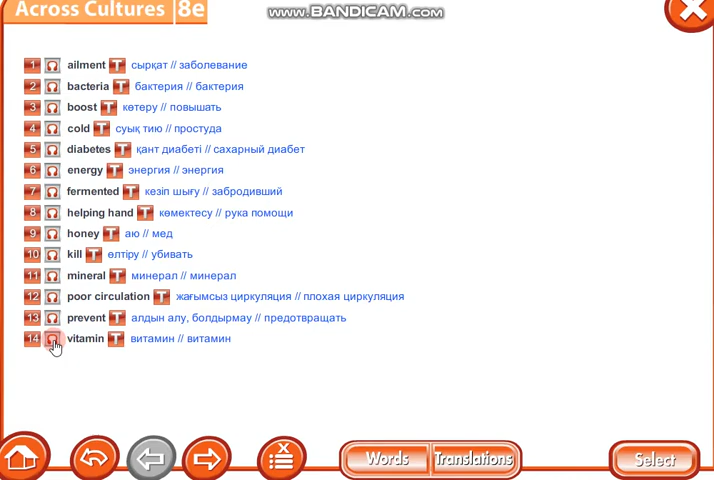 Across Cultures 8e
www.BANDICAM.com
1 ailment T сырқат // заболевание
2 bacteria T бактерия // бактерия
3 boost T көтеру // повышать
4 cold T суық тию // простуда
5 diabetes T қант диабеті // сахарный диабет
6 energy T энергия // энергия
7 fermented T кезіп шығу // забродивший
8 helping hand T көмектесу // рука помощи
9 honey T аю // мед
10 kill T өлтіру // убивать
11 mineral T минерал // минерал
12 poor circulation T жағымсыз циркуляция // плохая циркуляция
13 prevent T алдын алу, болдырмау // предотвращать
14 vitamin T витамин // витамин
Words Translations Select